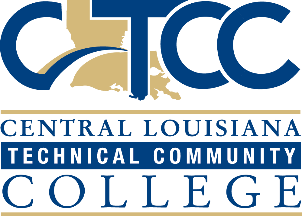 CLTCC
CENTRAL LOUISIANA
TECHNICAL COMMUNITY
COLLEGE